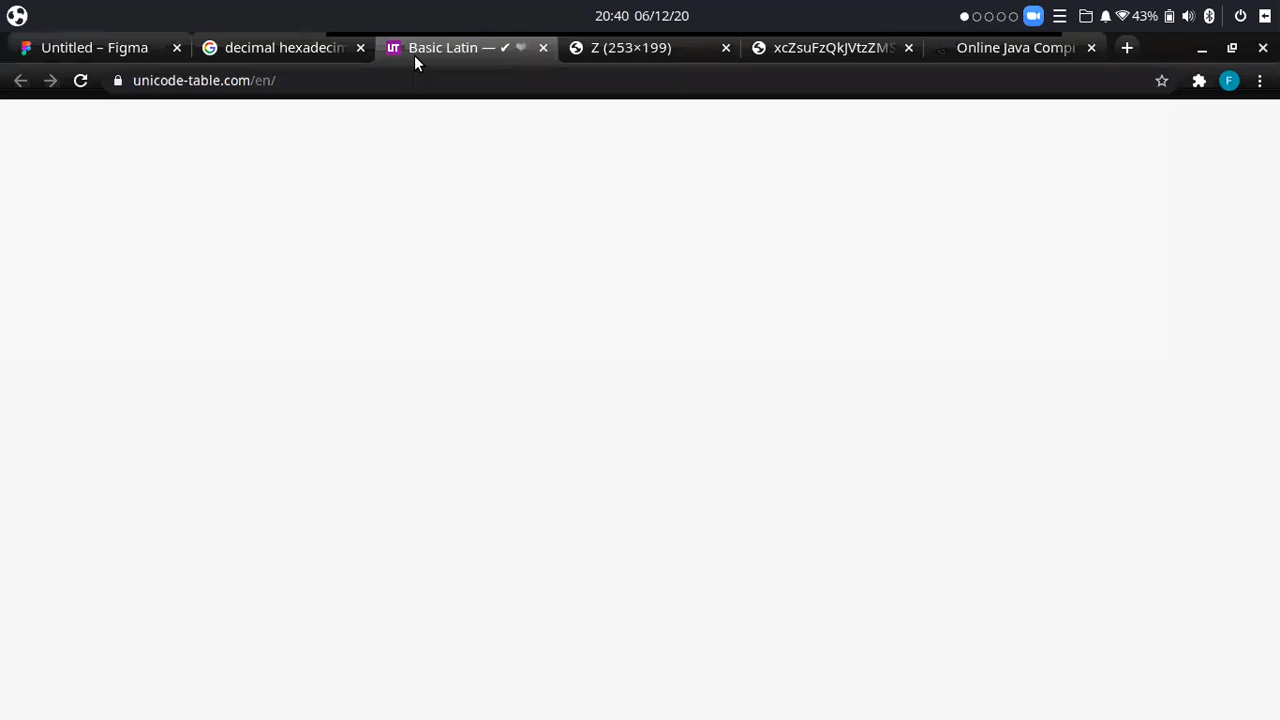 20:40 06/12/20
43%
Untitled – Figma
decimal hexadecim
Basic Latin — ✔ ❤
Z (253×199)
xcZsuFzQkJVtzZMS
Online Java Compi
unicode-table.com/en/
F